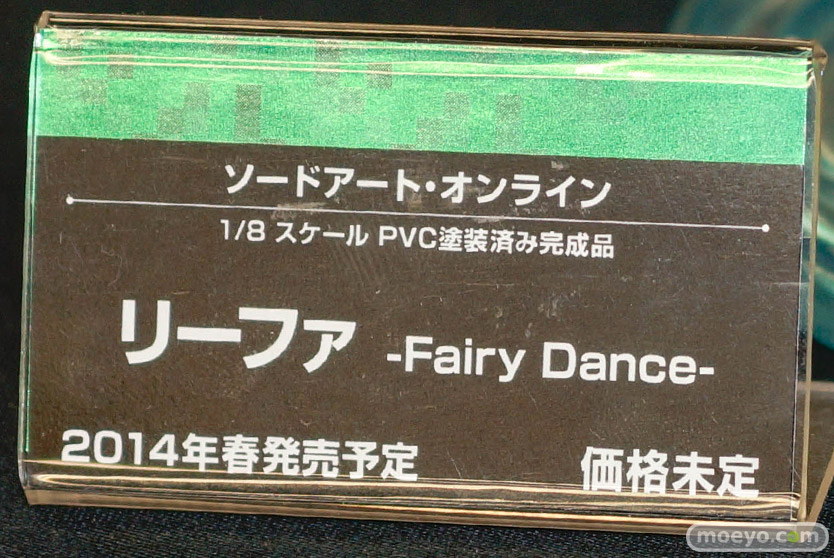 ソードアート・オンライン
1/8 スケール PVC塗装済み完成品
リーファ -Fairy Dance-
2014年春発売予定 価格未定
moeyo.com